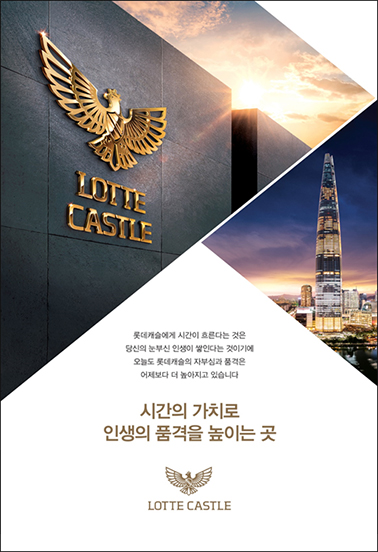 LOTTE
CASTLE
롯데캐슬에게 시간이 흐른다는 것은
당신의 눈부신 인생이 쌓인다는 것이기에
오늘도 롯데캐슬의 자부심과 품격은
어제보다 더 높아지고 있습니다
시간의 가치로
인생의 품격을 높이는 곳
LOTTE CASTLE